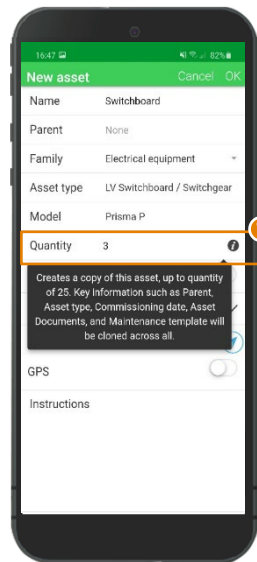 16:47 82%
New asset Cancel OK
Name Switchboard
Parent None
Family Electrical equipment
Asset type LV Switchboard / Switchgear
Model Prisma P
Quantity 3 i
Creates a copy of this asset, up to quantity
of 25. Key Information such as Parent,
Asset type, Commissioning date, Asset
Documents, and Maintenance template will
be cloned across all.
GPS
Instructions